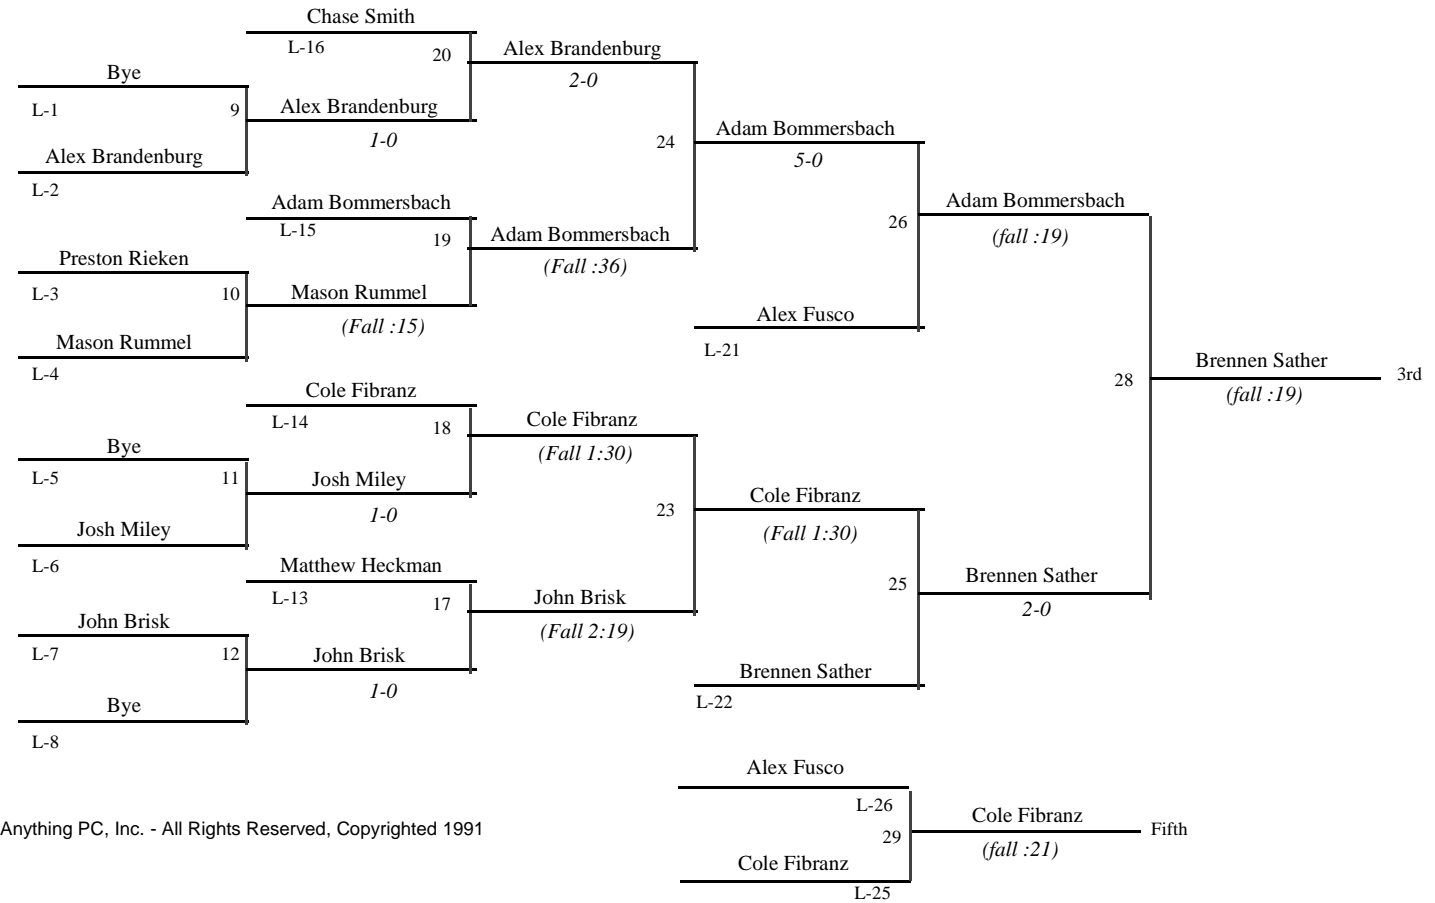 Chase Smith
L-16
20
Alex Brandenburg
2-0
Bye
L-1
9
Alex Brandenburg
1-0
Alex Brandenburg
L-2
24
Adam Bommersbach
5-0
Adam Bommersbach
L-15
19
Adam Bommersbach
(Fall :36)
26
Adam Bommersbach
(fall :19)
Preston Rieken
L-3
10
Mason Rummel
(Fall :15)
Mason Rummel
L-4
Alex Fusco
L-21
28
Brennen Sather
(fall :19)
3rd
Cole Fibranz
L-14
18
Cole Fibranz
(Fall 1:30)
Bye
L-5
11
Josh Miley
1-0
Josh Miley
L-6
23
Cole Fibranz
(Fall 1:30)
Matthew Heckman
L-13
17
John Brisk
(Fall 2:19)
25
Brennen Sather
2-0
John Brisk
L-7
12
John Brisk
1-0
Bye
L-8
Brennen Sather
L-22
Alex Fusco
L-26
29
Cole Fibranz
(fall :21)
Fifth
Cole Fibranz
L-25
Anything PC, Inc. - All Rights Reserved, Copyrighted 1991